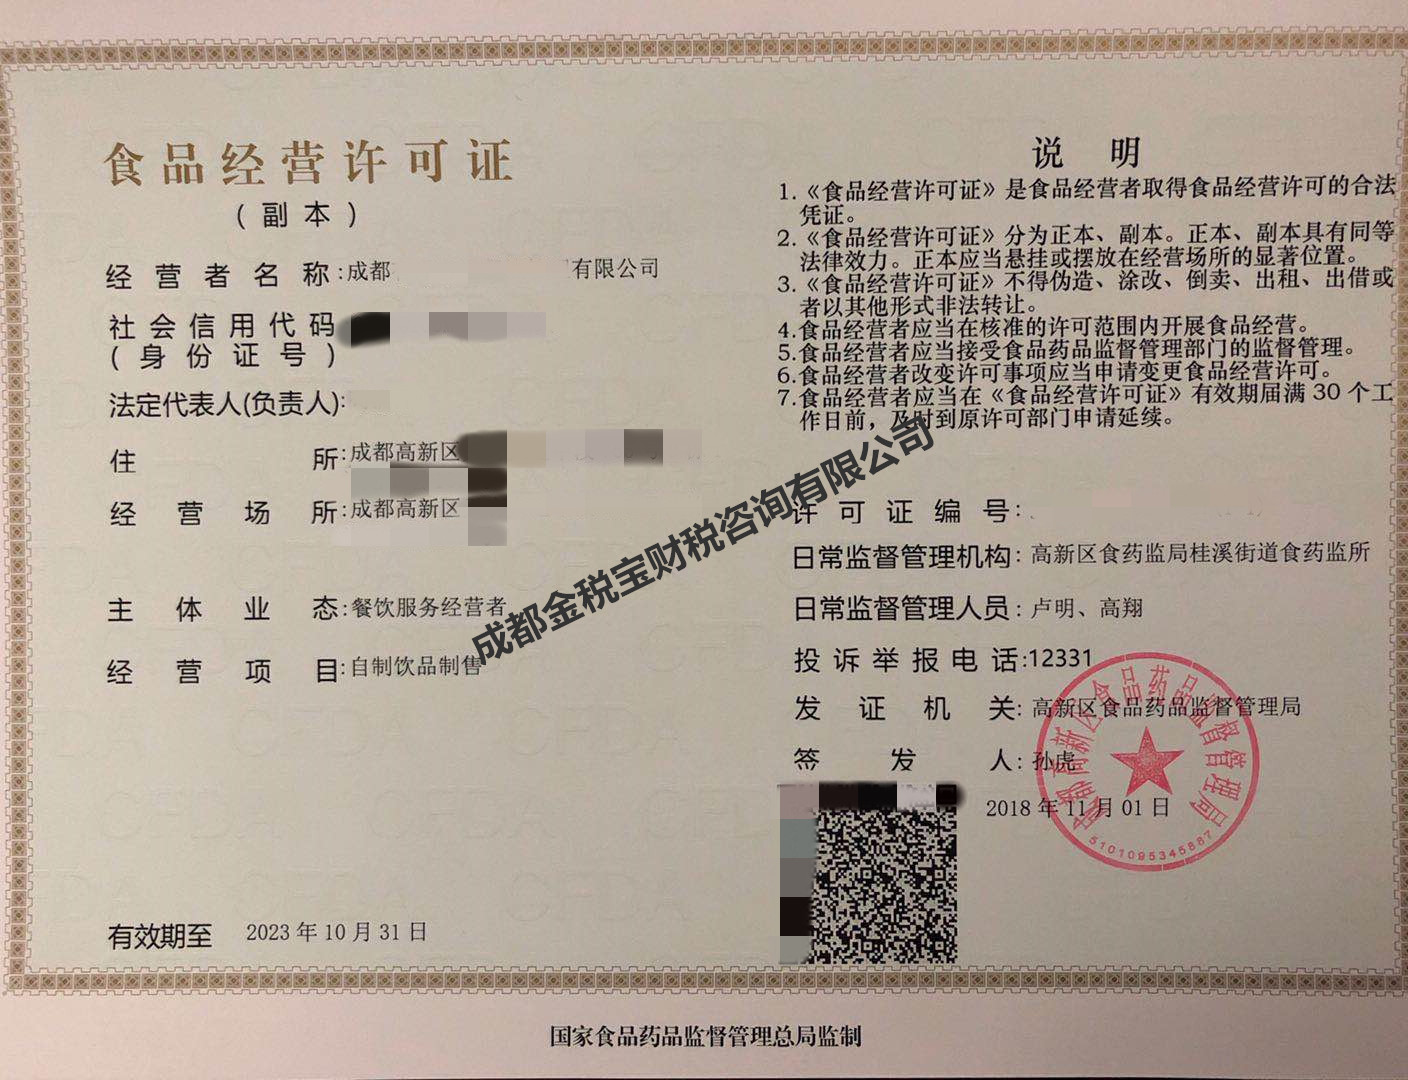 食品经营许可证
(副本)
经营者名称:成都 有限公司
社会信用代码
(身份证号)
法定代表人(负责人):
住所:成都高新区
经营场所:成都高新区
主体业态:餐饮服务经营者
经营项目:自制饮品制售
有效期至 2023 年 10 月 31 日
说 明
1.《食品经营许可证》是食品经营者取得食品经营许可的合法
凭证。
2.《食品经营许可证》分为正本、副本。正本、副本具有同等
法律效力。正本应当悬挂或摆放在经营场所的显著位置。
3.《食品经营许可证》不得伪造、涂改、倒卖、出租、出借或
者以其他形式非法转让。
4.食品经营者应当在核准的许可范围内开展食品经营。
5.食品经营者应当接受食品药品监督管理部门的监督管理。
6.食品经营者改变许可事项应当申请变更食品经营许可。
7.食品经营者应当在《食品经营许可证》有效期届满 30 个工
作日前，及时到原许可部门申请延续。
许可证编号:
日常监督管理机构:高新区食药监局桂溪街道食药监所
日常监督管理人员:卢明、高翔
投诉举报电话:12331
发证机关:高新区食品药品监督管理局
签发人:孙虎
2018 年 11 月 01 日
成都高新区食品药品监督管理局
5101095345887
成都金税宝财税咨询有限公司
国家食品药品监督管理总局监制